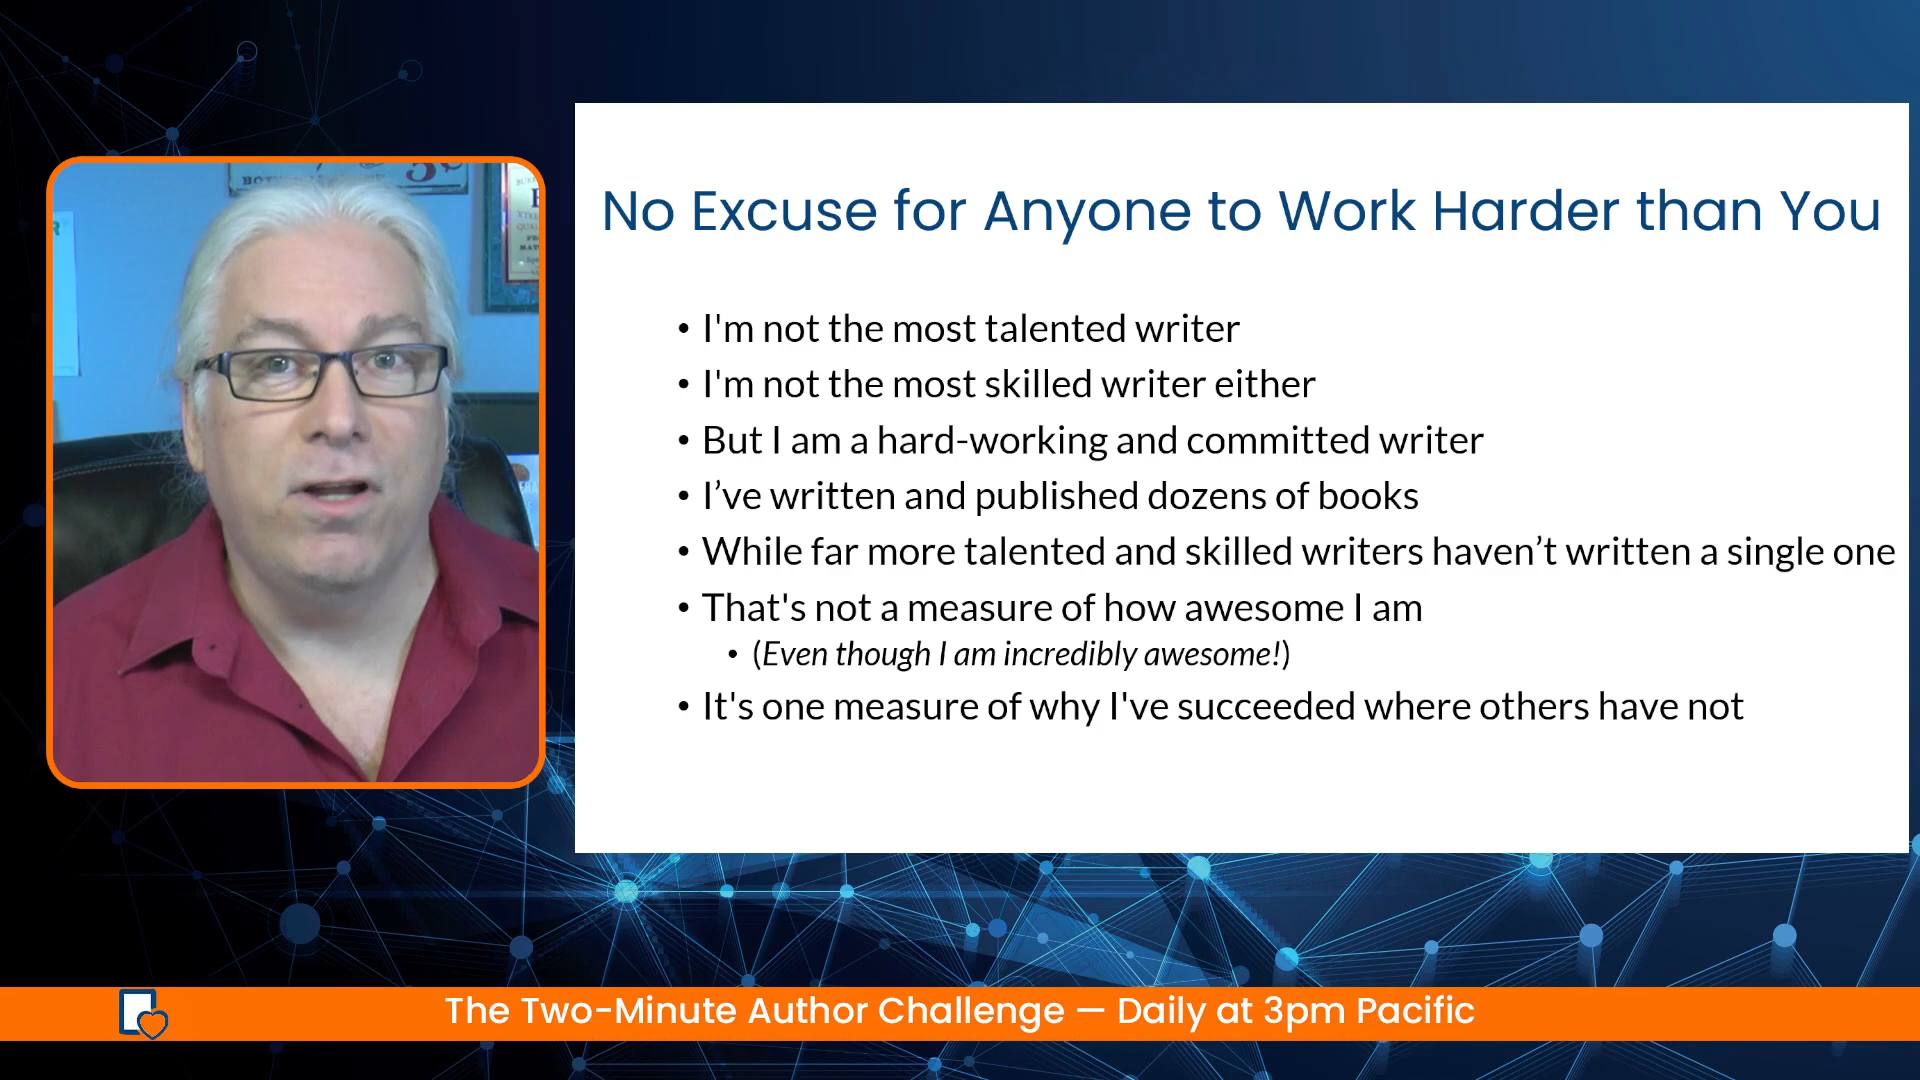 No Excuse for Anyone to Work Harder than You
• I'm not the most talented writer
• I'm not the most skilled writer either
• But I am a hard-working and committed writer
• I’ve written and published dozens of books
• While far more talented and skilled writers haven’t written a single one
• That's not a measure of how awesome I am
• (Even though I am incredibly awesome!)
• It's one measure of why I've succeeded where others have not
The Two-Minute Author Challenge — Daily at 3pm Pacific